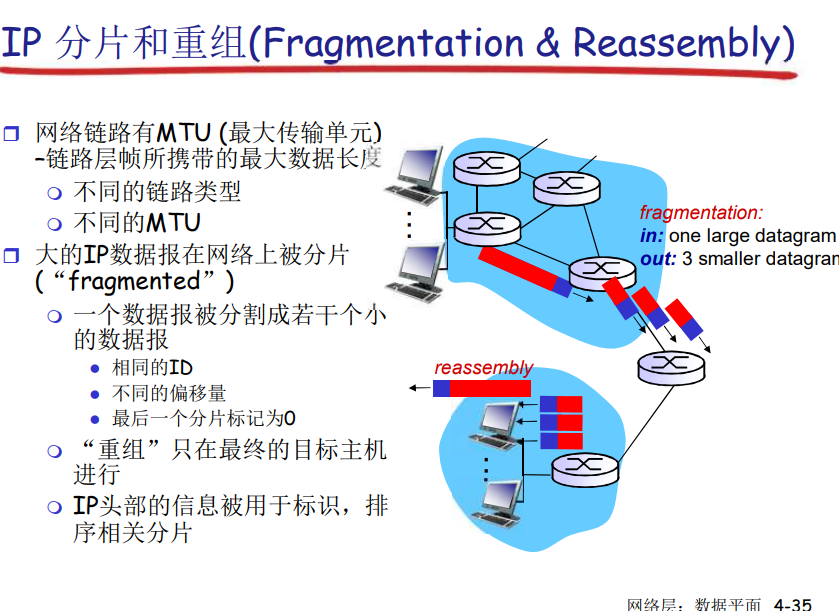 IP 分片和重组(Fragmentation & Reassembly)
网络链路有MTU (最大传输单元)
–链路层帧所携带的最大数据长度
不同的链路类型
不同的MTU
大的IP数据报在网络上被分片
(“fragmented”)
一个数据报被分割成若干个小
的数据报
相同的ID
不同的偏移量
最后一个分片标记为0
“重组”只在最终的目标主机
进行
IP头部的信息被用于标识，排
序相关分片
fragmentation:
in: one large datagram
out: 3 smaller datagran
reassembly
网络层：数据平面 4-35